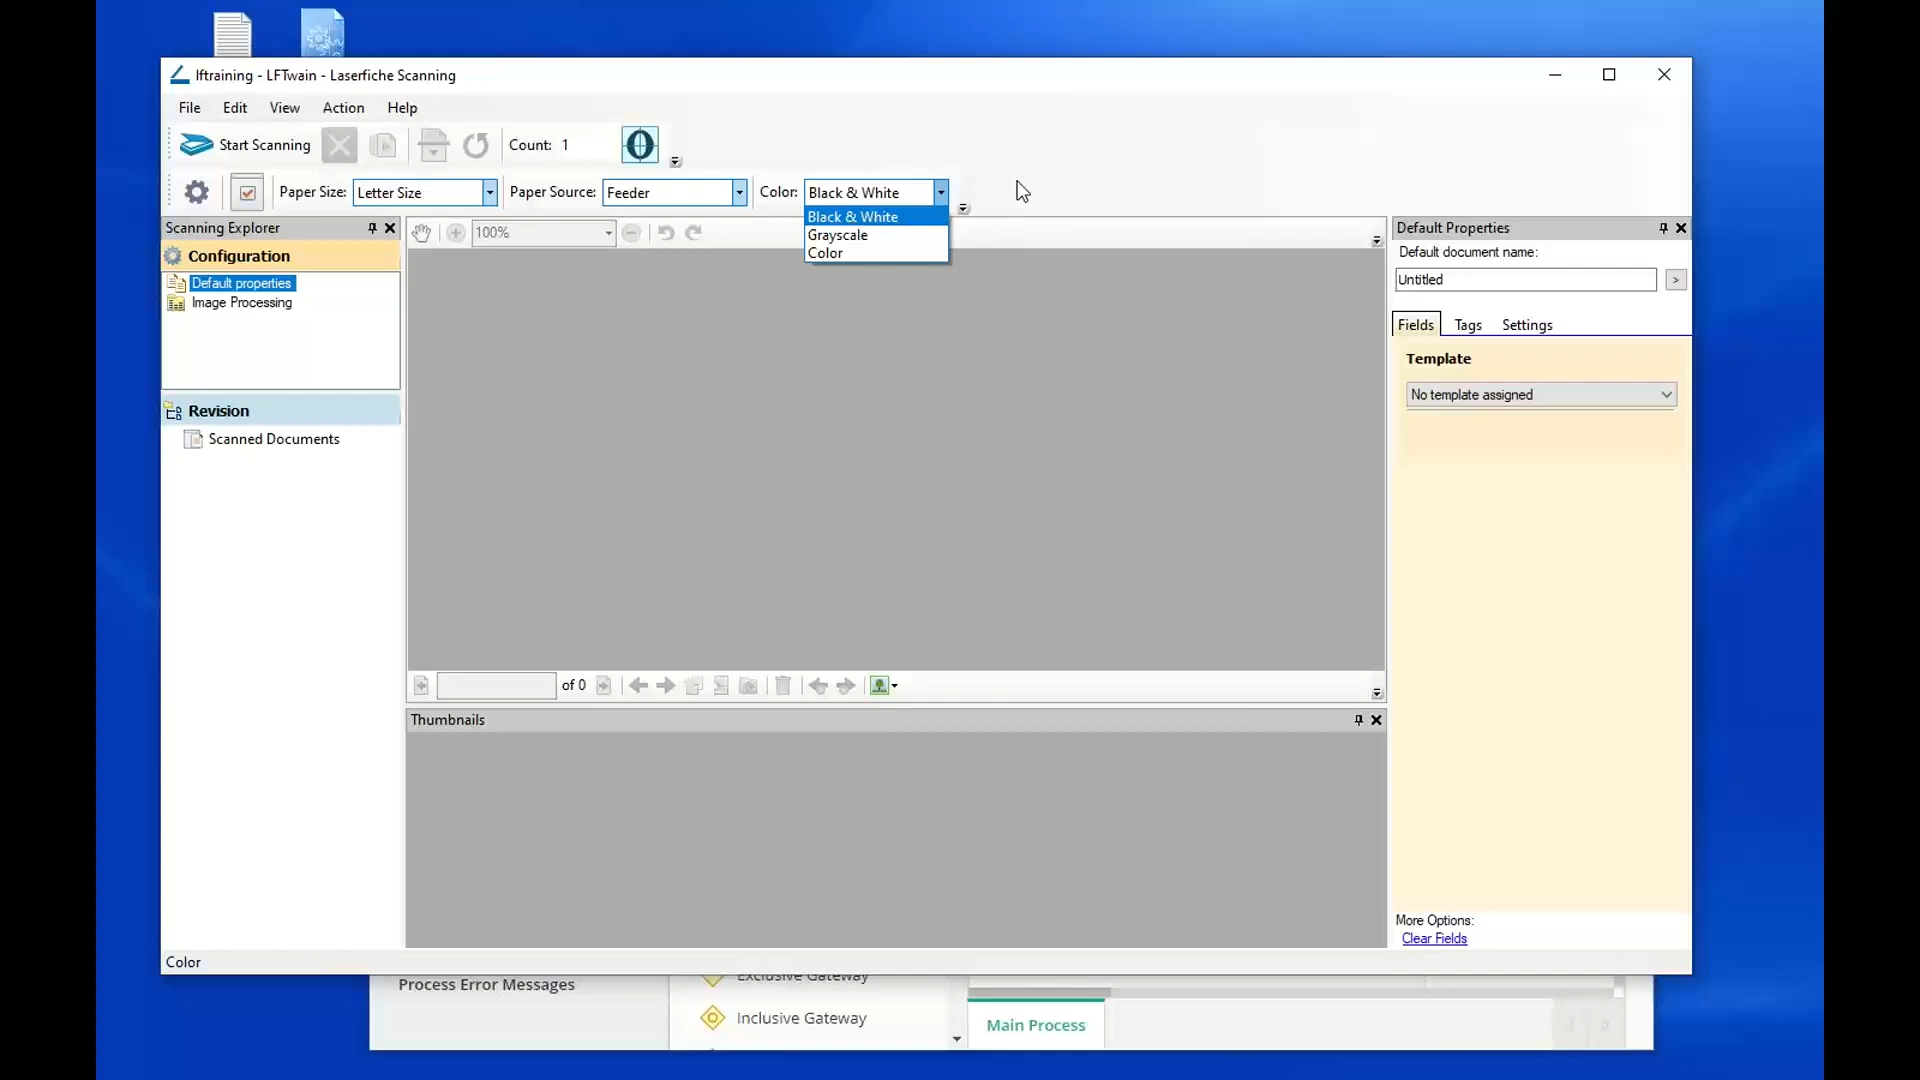 lftraining - LFTwain - Laserfiche Scanning
File Edit View Action Help
Start Scanning Count: 1
Paper Size: Letter Size Paper Source: Feeder Color: Black & White
Black & White
Grayscale
Color
Scanning Explorer
Configuration
Default properties
Image Processing
Revision
Scanned Documents
100%
of 0
Thumbnails
Default Properties
Default document name:
Untitled >
Fields Tags Settings
Template
No template assigned
More Options:
Clear Fields
Color
Process Error Messages
Exclusive Gateway
Inclusive Gateway
Main Process